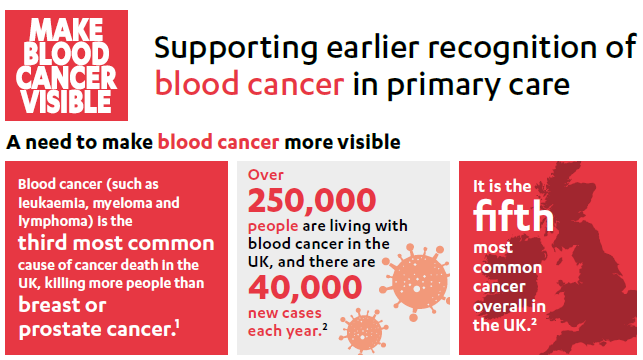 MAKE
BLOOD
CANCER
VISIBLE
Supporting earlier recognition of
blood cancer in primary care
A need to make blood cancer more visible
Blood cancer (such as
leukaemia, myeloma and
lymphoma) is the
third most common
cause of cancer death in the
UK, killing more people than
breast or
prostate cancer.¹
Over
250,000
people are living with
blood cancer in the
UK, and there are
40,000
new cases
each year.²
It is the
fifth
most
common
cancer
overall in
the UK.²